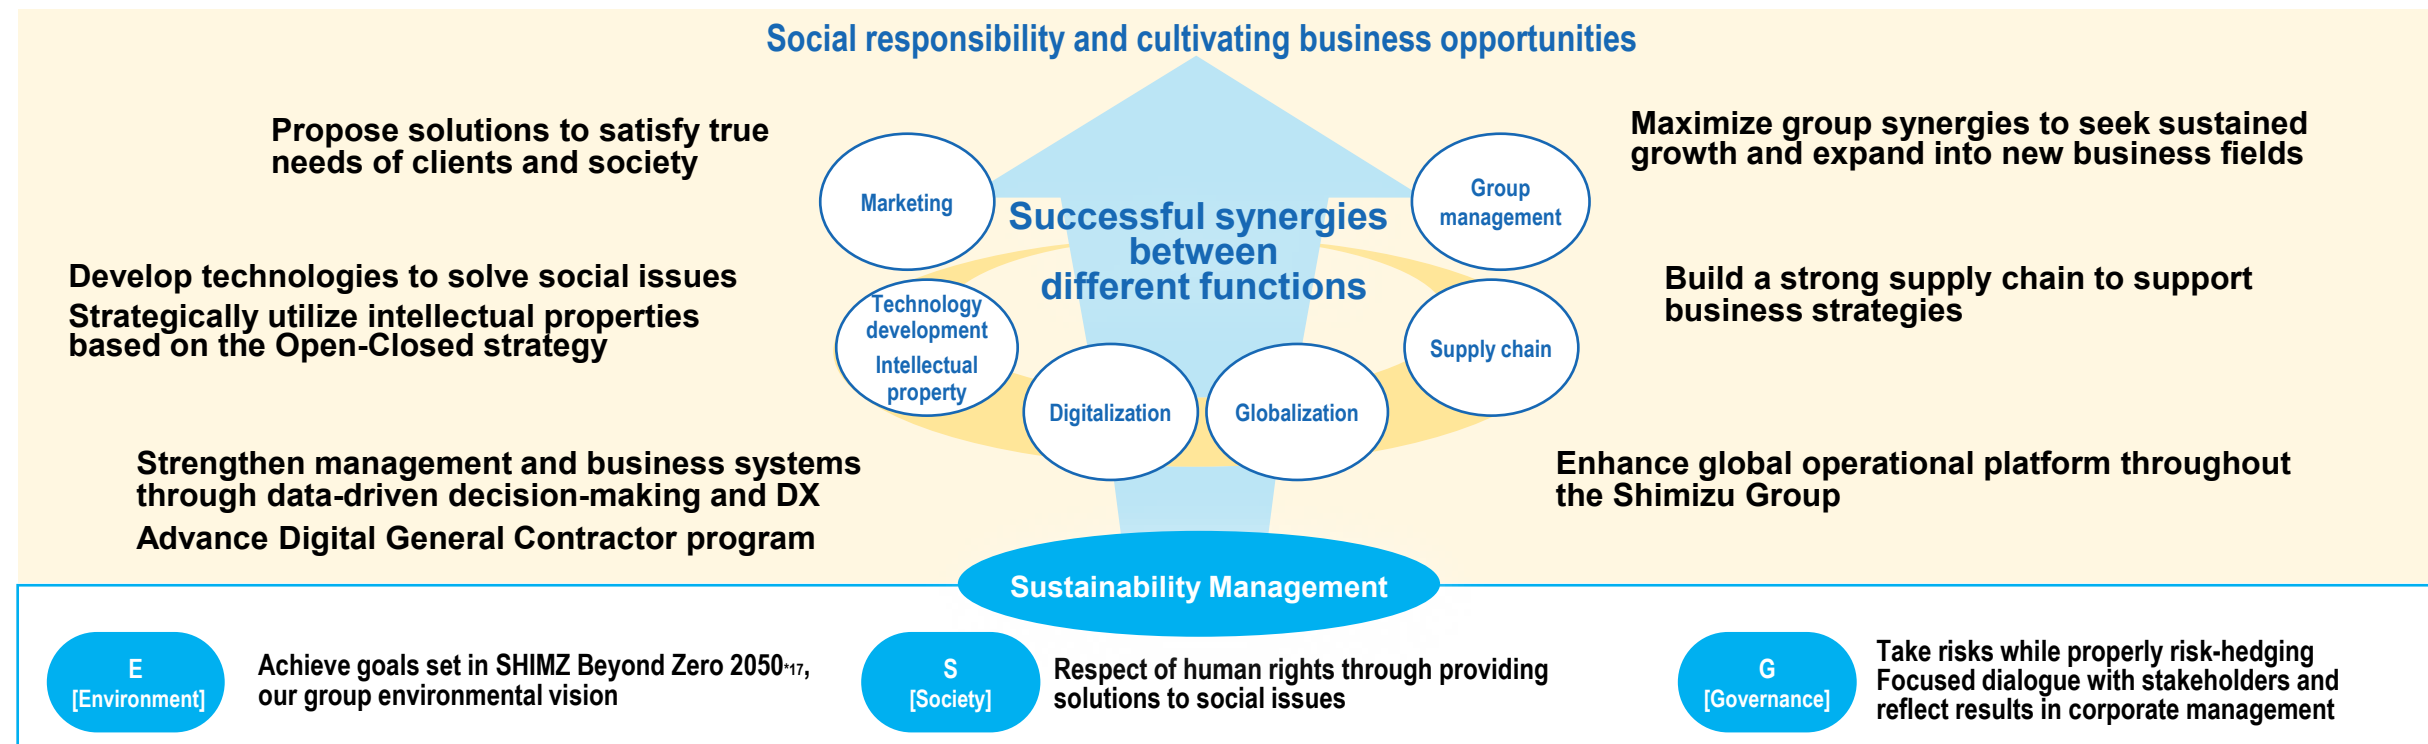 Social responsibility and cultivating business opportunities
Propose solutions to satisfy true
needs of clients and society
Marketing
Group
management
Maximize group synergies to seek sustained
growth and expand into new business fields
Successful synergies
between
different functions
Develop technologies to solve social issues
Strategically utilize intellectual properties
based on the Open-Closed strategy
Technology
development
Intellectual
property
Supply chain
Build a strong supply chain to support
business strategies
Digitalization
Globalization
Strengthen management and business systems
through data-driven decision-making and DX
Advance Digital General Contractor program
Enhance global operational platform throughout
the Shimizu Group
Sustainability Management
E
[Environment]
Achieve goals set in SHIMZ Beyond Zero 2050*17,
our group environmental vision
S
[Society]
Respect of human rights through providing
solutions to social issues
G
[Governance]
Take risks while properly risk-hedging
Focused dialogue with stakeholders and
reflect results in corporate management